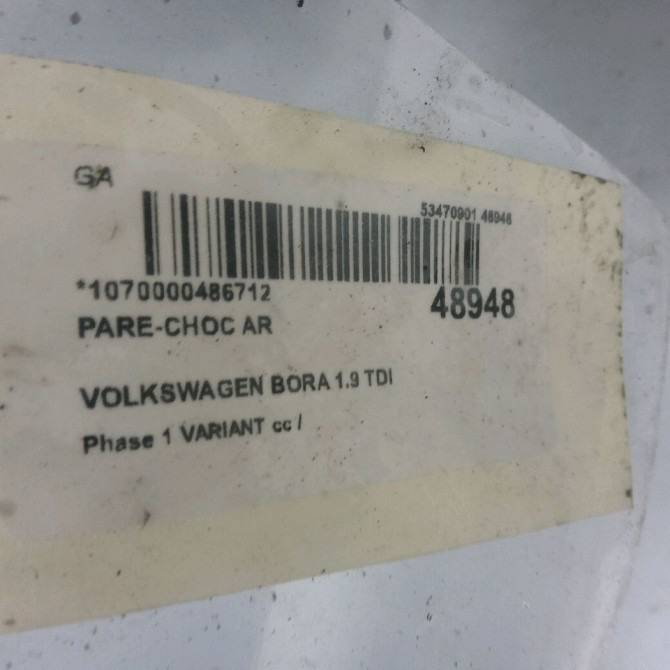 GA
53470901 48948
*1070000486712
48948
PARE-CHOC AR
VOLKSWAGEN BORA 1.9 TDI
Phase 1 VARIANT cc /